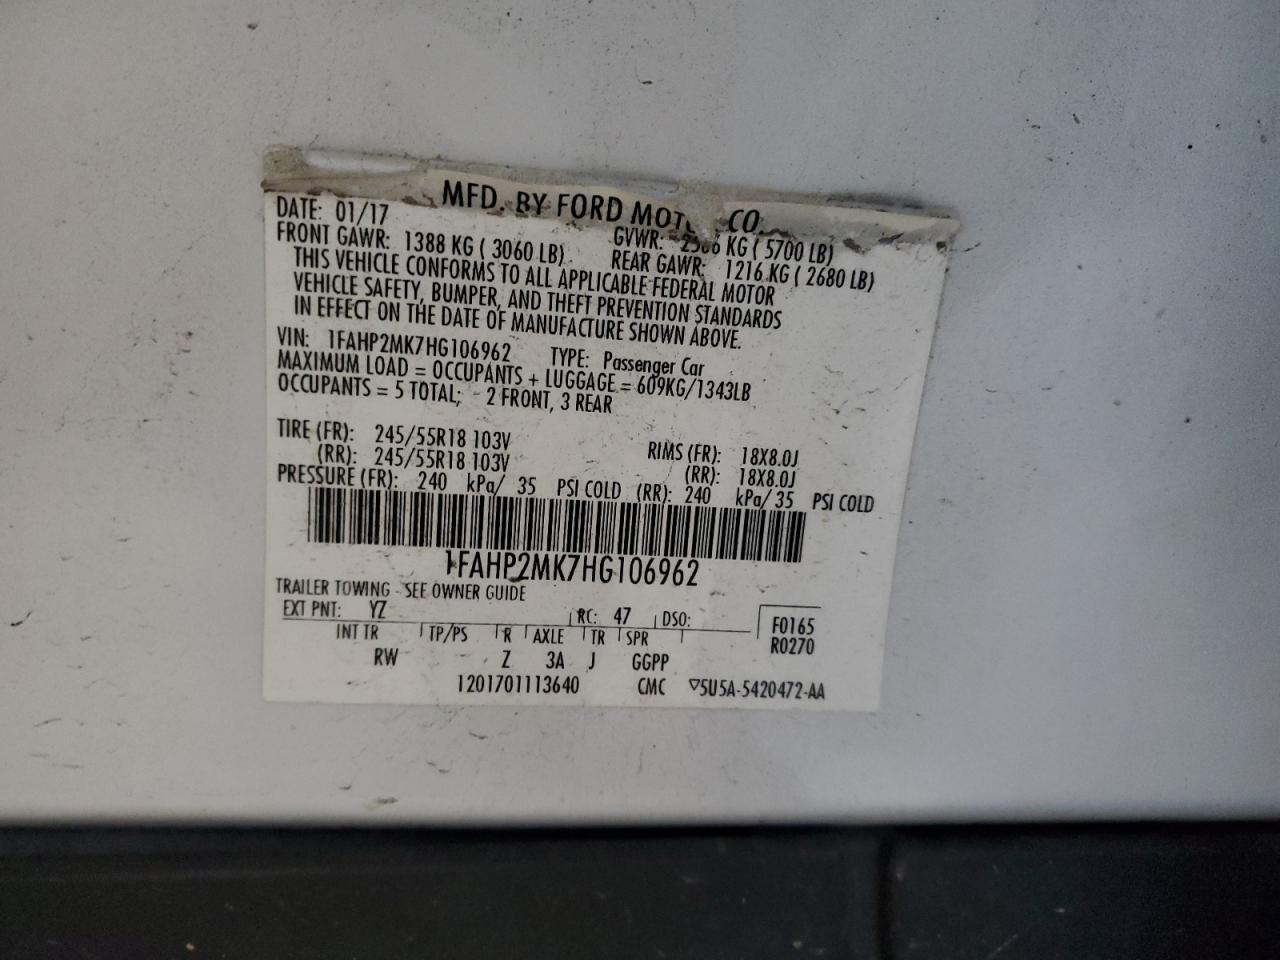 MFD. BY FORD CO.
DATE: 01/17 GVWR: KG ( 5700 LB)
FRONT GAWR: 1388 KG ( 3060 LB) REAR GAWR: 1216 KG ( 2680 LB)
THIS VEHICLE CONFORMS TO ALL APPLICABLE FEDERAL MOTOR
VEHICLE SAFETY, BUMPER, AND THEFT PREVENTION STANDARDS
IN EFFECT ON THE DATE OF MANUFACTURE SHOWN ABOVE.
VIN: 1FAHP2MK7HG106962 TYPE: Passenger Car
MAXIMUM LOAD = OCCUPANTS + LUGGAGE = 609KG/1343LB
OCCUPANTS = 5 TOTAL; 2 FRONT, 3 REAR
TIRE (FR): 245/55R18 103V RIMS (FR): 18X8.0J
(RR): 245/55R18 103V (RR): 18X8.0J
PRESSURE (FR): 240 kPa/ 35 PSI COLD (RR): 240 kPa/ 35 PSI COLD
1FAHP2MK7HG106962
TRAILER TOWING - SEE OWNER GUIDE
EXT PNT: YZ RC: 47 DSO: F0165
INT TR TP/PS R AXLE TR SPR R0270
RW Z 3A J GGPP
1201701113640 CMC ▽5U5A-5420472-AA